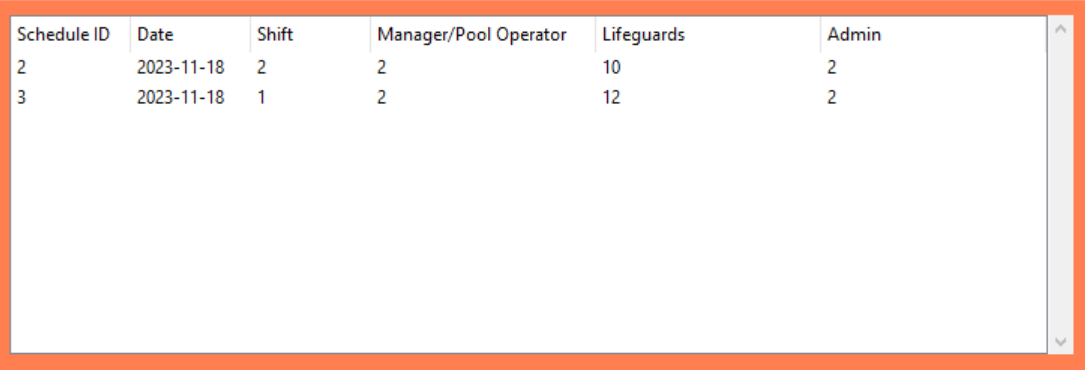 Schedule ID Date Shift Manager/Pool Operator Lifeguards Admin
2 2023-11-18 2 2 10 2
3 2023-11-18 1 2 12 2